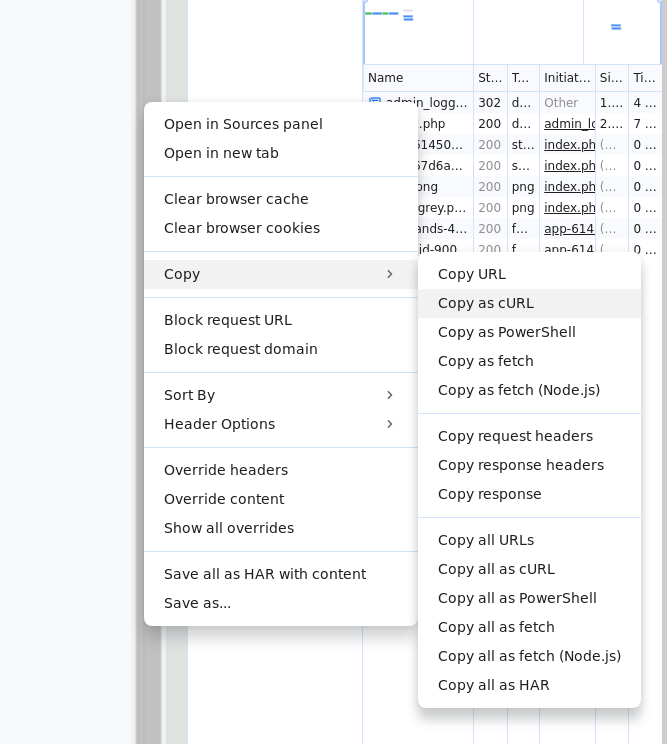 Name St... T... Initiat... Si... Ti...
admin_logg... 302 d... Other 1.... 4 ...
.php 200 d... admin_lo 2.... 7 ...
61450... 200 st... index.ph (... 0 ...
57d6a... 200 s... index.ph (... 0 ...
png 200 png index.ph (... 0 ...
grey.p... 200 png index.ph (... 0 ...
ands-4... 200 f... app-614 (... 0 ...
id-900 200 f app-614 (... 0 ...
Open in Sources panel
Open in new tab
Clear browser cache
Clear browser cookies
Copy
Block request URL
Block request domain
Sort By
Header Options
Override headers
Override content
Show all overrides
Save all as HAR with content
Save as...
Copy URL
Copy as cURL
Copy as PowerShell
Copy as fetch
Copy as fetch (Node.js)
Copy request headers
Copy response headers
Copy response
Copy all URLs
Copy all as cURL
Copy all as PowerShell
Copy all as fetch
Copy all as fetch (Node.js)
Copy all as HAR